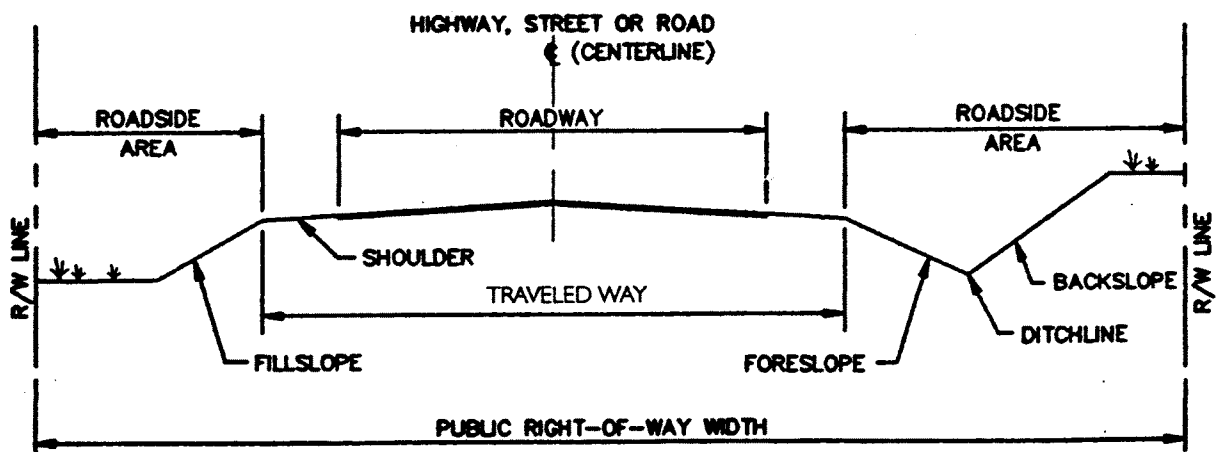 HIGHWAY, STREET OR ROAD
℄ (CENTERLINE)
ROADSIDE
AREA
ROADWAY
ROADSIDE
AREA
R/W LINE
SHOULDER
TRAVELED WAY
BACKSLOPE
R/W LINE
DITCHLINE
FILLSLOPE
FORESLOPE
PUBLIC RIGHT-OF-WAY WIDTH